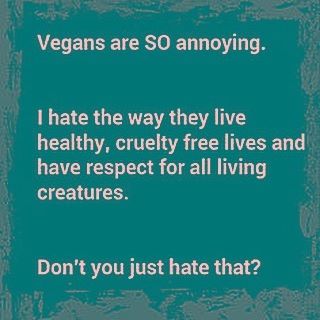 Vegans are SO annoying.
I hate the way they live
healthy, cruelty free lives and
have respect for all living
creatures.
Don't you just hate that?